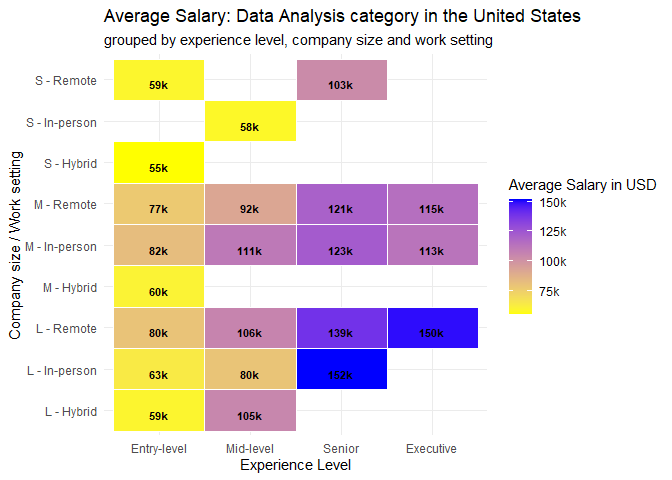 Average Salary: Data Analysis category in the United States
grouped by experience level, company size and work setting
Company size / Work setting
S - Remote 59k 103k
S - In-person 58k
S - Hybrid 55k
M - Remote 77k 92k 121k 115k
M - In-person 82k 111k 123k 113k
M - Hybrid 60k
L - Remote 80k 106k 139k 150k
L - In-person 63k 80k 152k
L - Hybrid 59k 105k
Entry-level Mid-level Senior Executive
Experience Level
Average Salary in USD
150k
125k
100k
75k